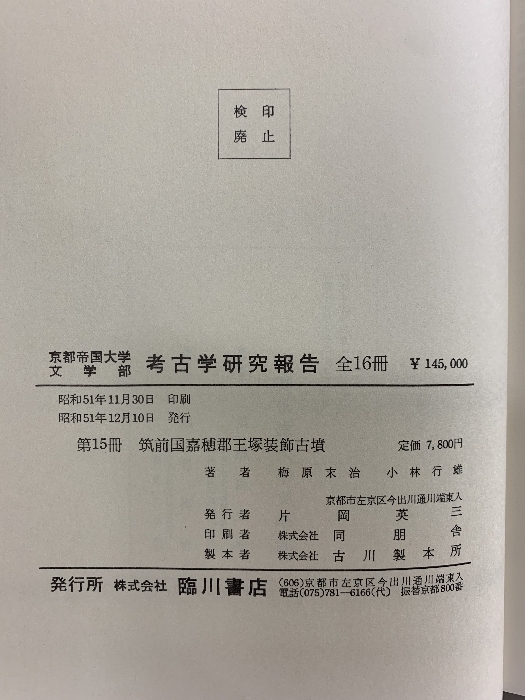 検印
廃止
京都帝国大学文学部 考古学研究報告 全16冊 ¥145,000
昭和51年11月30日 印刷
昭和51年12月10日 発行
第15冊 筑前国嘉穂郡王塚装飾古墳 定価 7,800円
著者 梅原末治 小林行雄
京都市左京区今出川通川端東入
発行者 片岡英三
印刷者 株式会社 同朋舎
製本者 株式会社 古川製本所
発行所 株式会社 臨川書店 (606)京都市左京区今出川通川端東入
電話(075)781―6166(代) 振替京都800番